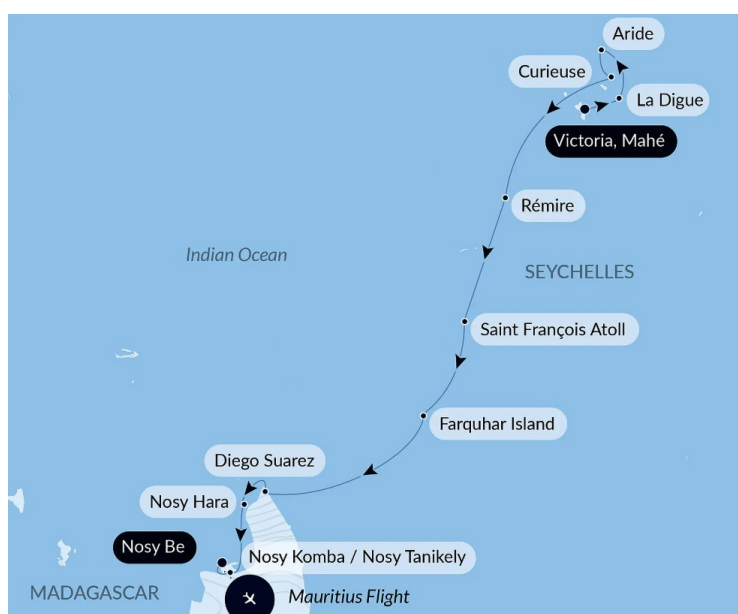 Aride
Curieuse
La Digue
Victoria, Mahé
Rémire
Indian Ocean
SEYCHELLES
Saint François Atoll
Farquhar Island
Diego Suarez
Nosy Hara
Nosy Be
Nosy Komba / Nosy Tanikely
MADAGASCAR
Mauritius Flight